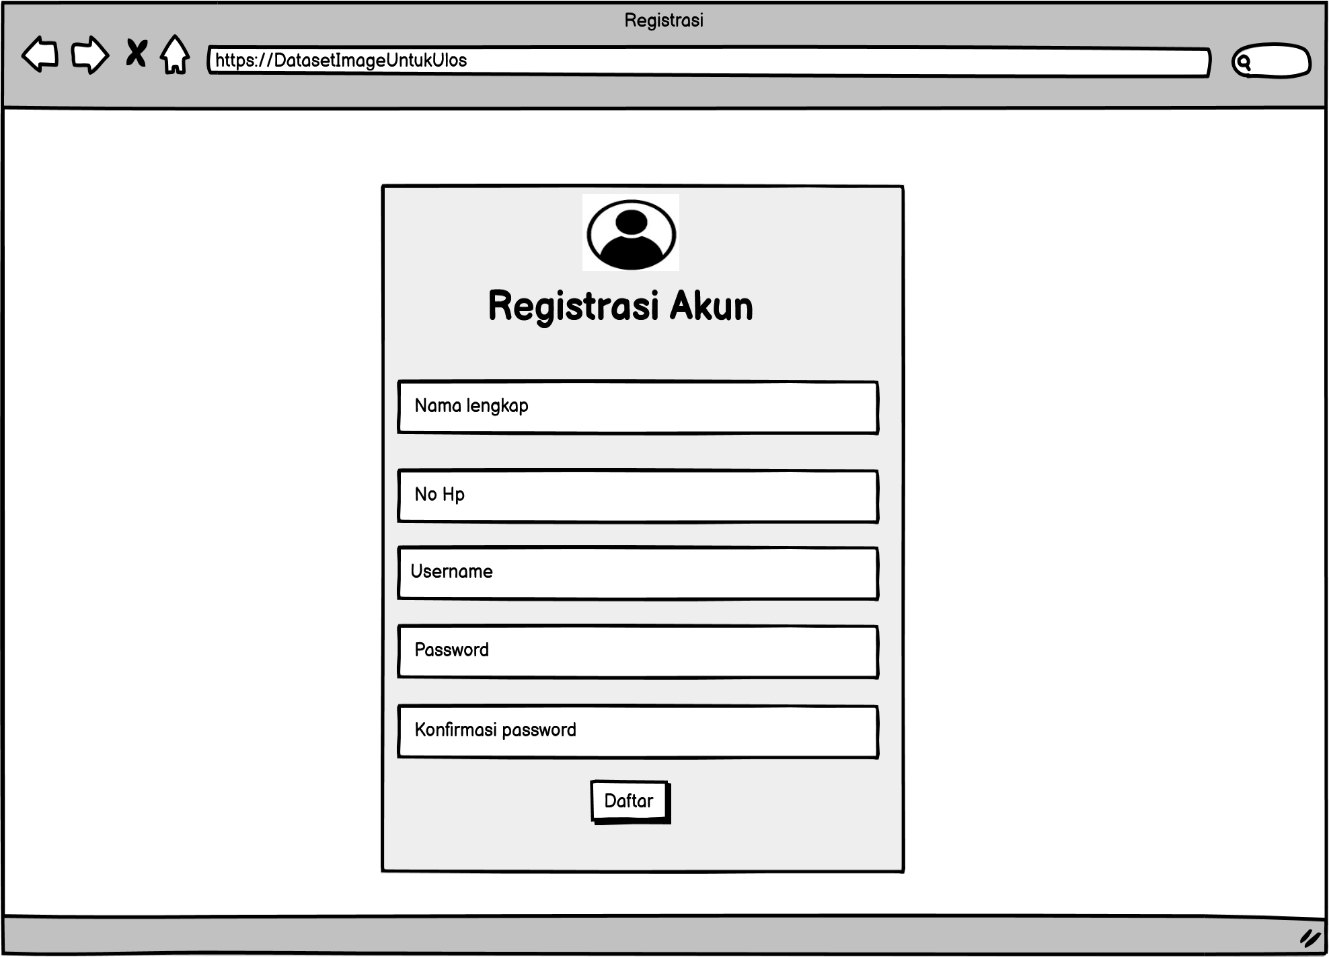 Registrasi
https://DatasetImageUntukUlos
Registrasi Akun
Nama lengkap
No Hp
Username
Password
Konfirmasi password
Daftar